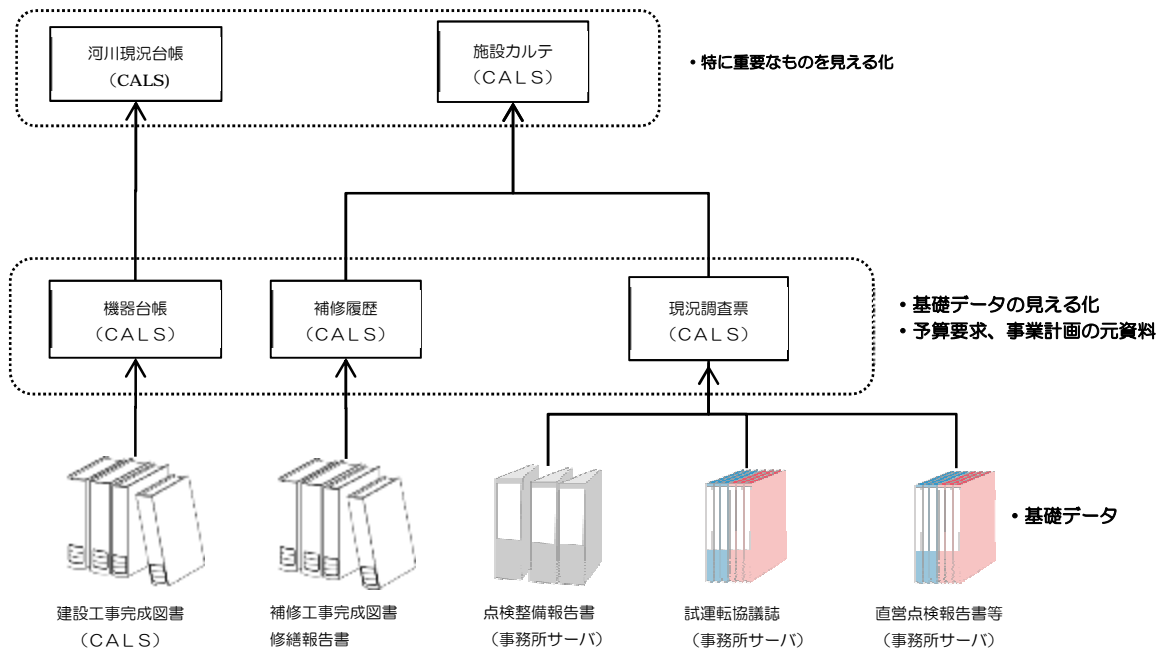 河川現況台帳
（CALS）
施設カルテ
（ＣＡＬＳ）
・特に重要なものを見える化
機器台帳
（ＣＡＬＳ）
補修履歴
（ＣＡＬＳ）
現況調査票
（ＣＡＬＳ）
・基礎データの見える化
・予算要求、事業計画の元資料
・基礎データ
建設工事完成図書
（ＣＡＬＳ）
補修工事完成図書
修繕報告書
点検整備報告書
（事務所サーバ）
試運転協議誌
（事務所サーバ）
直営点検報告書等
（事務所サーバ）